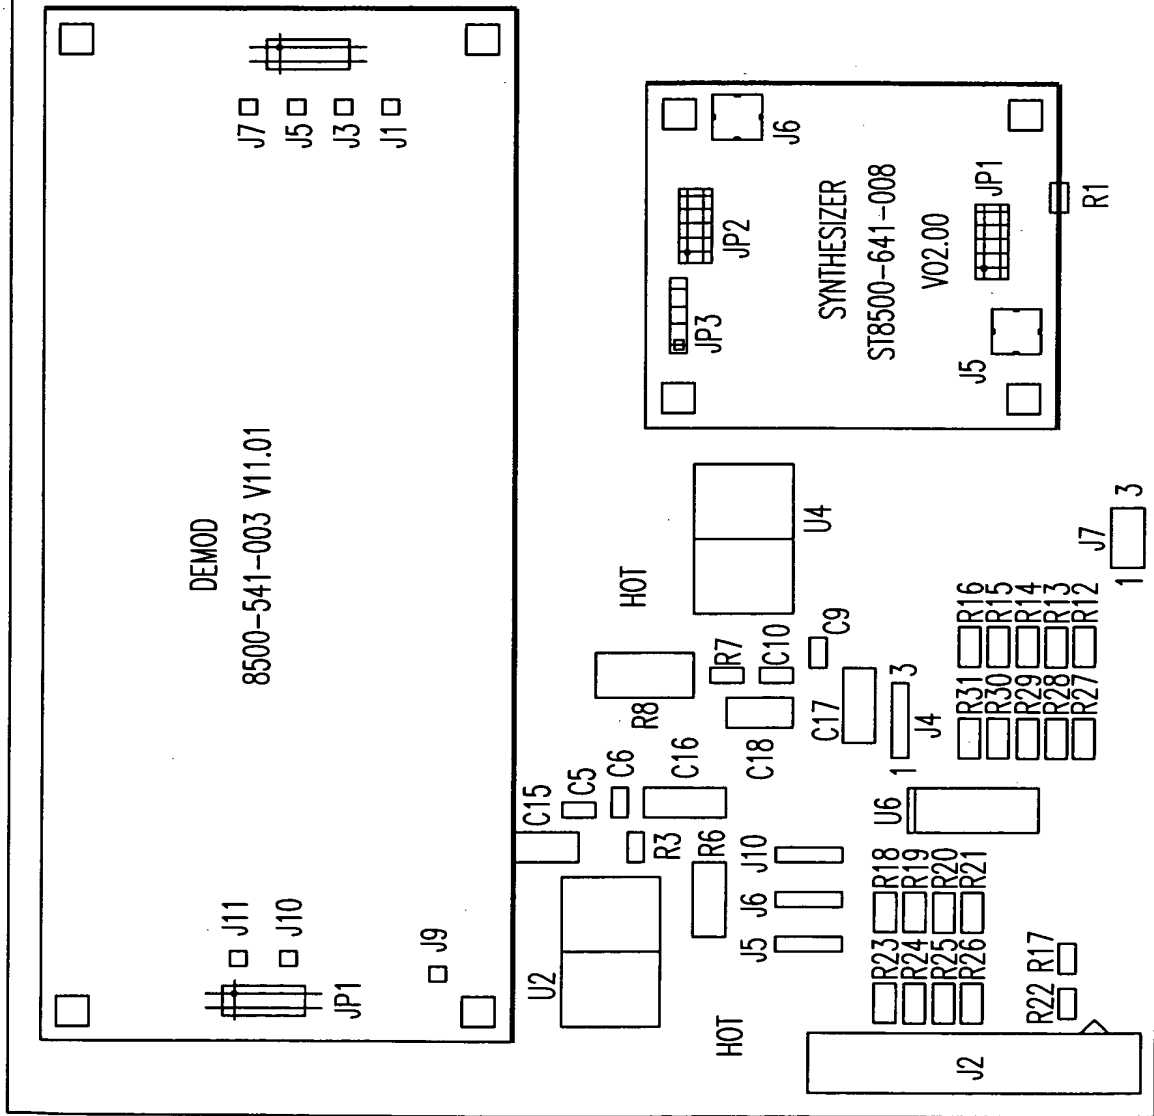 J7
J5
J3
J1
DEMOD
8500-541-003 V11.01
J11
J10
J9
JP1
J6
JP2
JP3
SYNTHESIZER
ST8500-641-008
V02.00
JP1
J5
R1
U4
HOT
J7
1
3
R8
R7
C10
C9
C18
C17
J4
1
3
R16
R15
R14
R13
R12
R31
R30
R29
R28
R27
C15
C5
C6
C16
R3
R6
U2
HOT
J10
J6
J5
U6
R18
R19
R20
R21
R23
R24
R25
R26
R17
R22
J2